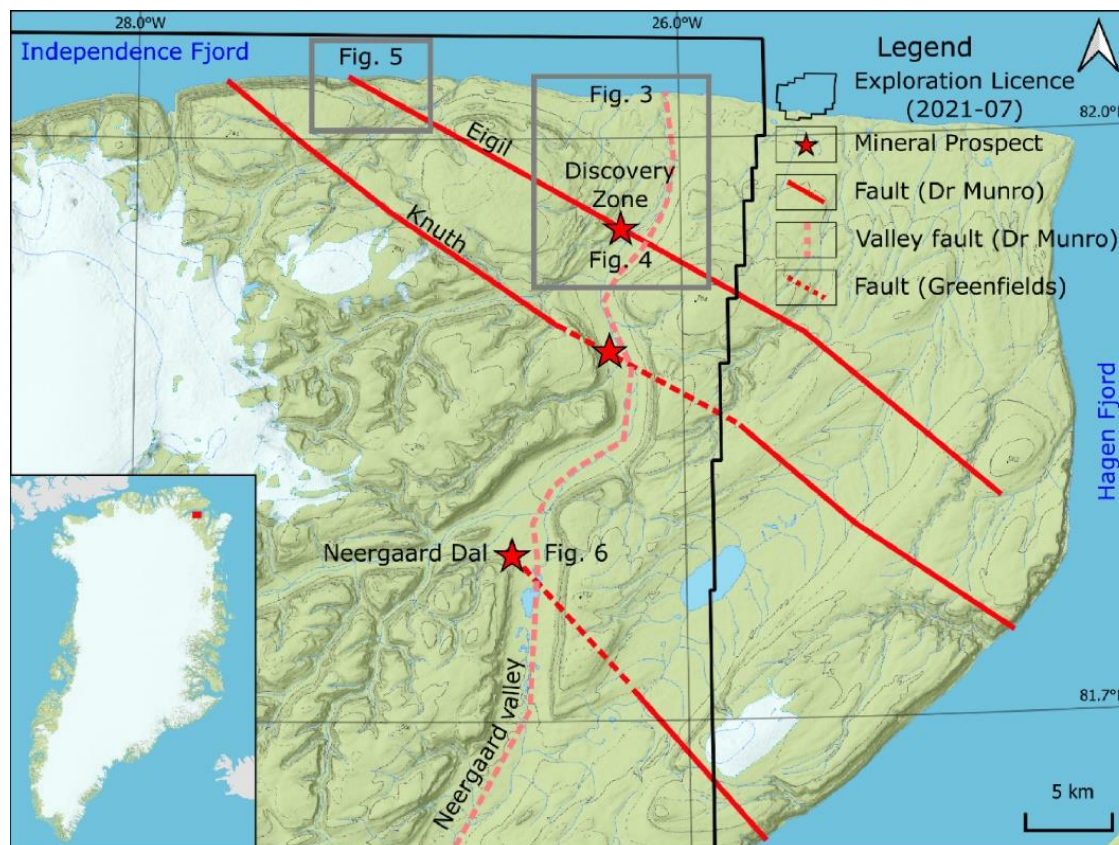 28.0°W
26.0°W
Independence Fjord
Fig. 5
Fig. 3
Legend
Exploration Licence
(2021-07)
82.0°
Mineral Prospect
Eigil
Discovery
Zone
Fault (Dr Munro)
Knuth
Valley fault (Dr Munro)
Fig. 4
Fault (Greenfields)
Hagen Fjord
Neergaard Dal
Fig. 6
Neergaard valley
81.7°
5 km